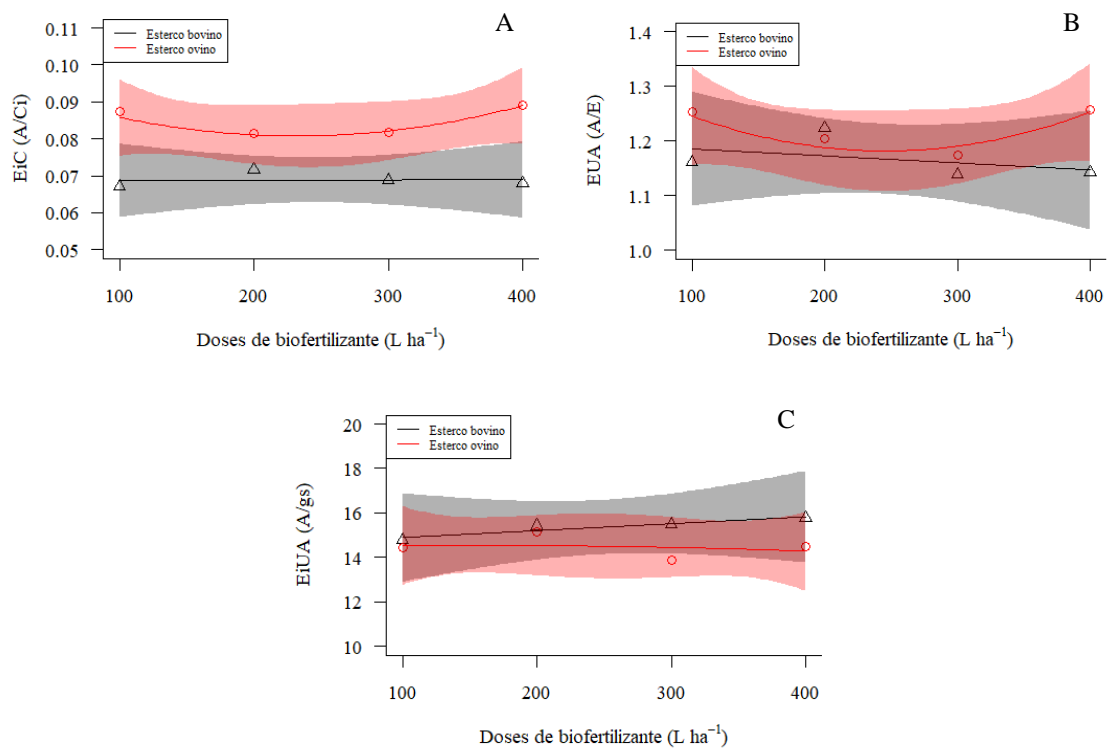 A
EiC (A/Ci)
0.11
0.10
0.09
0.08
0.07
0.06
0.05
Esterco bovino
Esterco ovino
100 200 300 400
Doses de biofertilizante (L ha⁻¹)
B
EUA (A/E)
1.4
1.3
1.2
1.1
1.0
Esterco bovino
Esterco ovino
100 200 300 400
Doses de biofertilizante (L ha⁻¹)
C
EiUA (A/gs)
20
18
16
14
12
10
Esterco bovino
Esterco ovino
100 200 300 400
Doses de biofertilizante (L ha⁻¹)